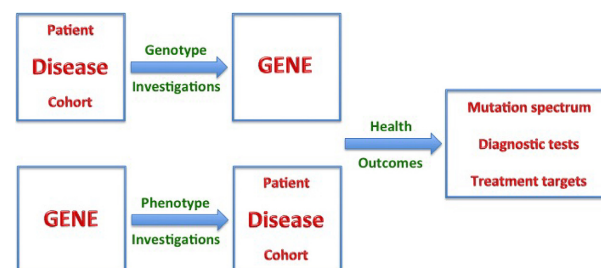 Patient
Disease
Cohort
Genotype
Investigations
GENE
GENE
Phenotype
Investigations
Patient
Disease
Cohort
Health
Outcomes
Mutation spectrum
Diagnostic tests
Treatment targets